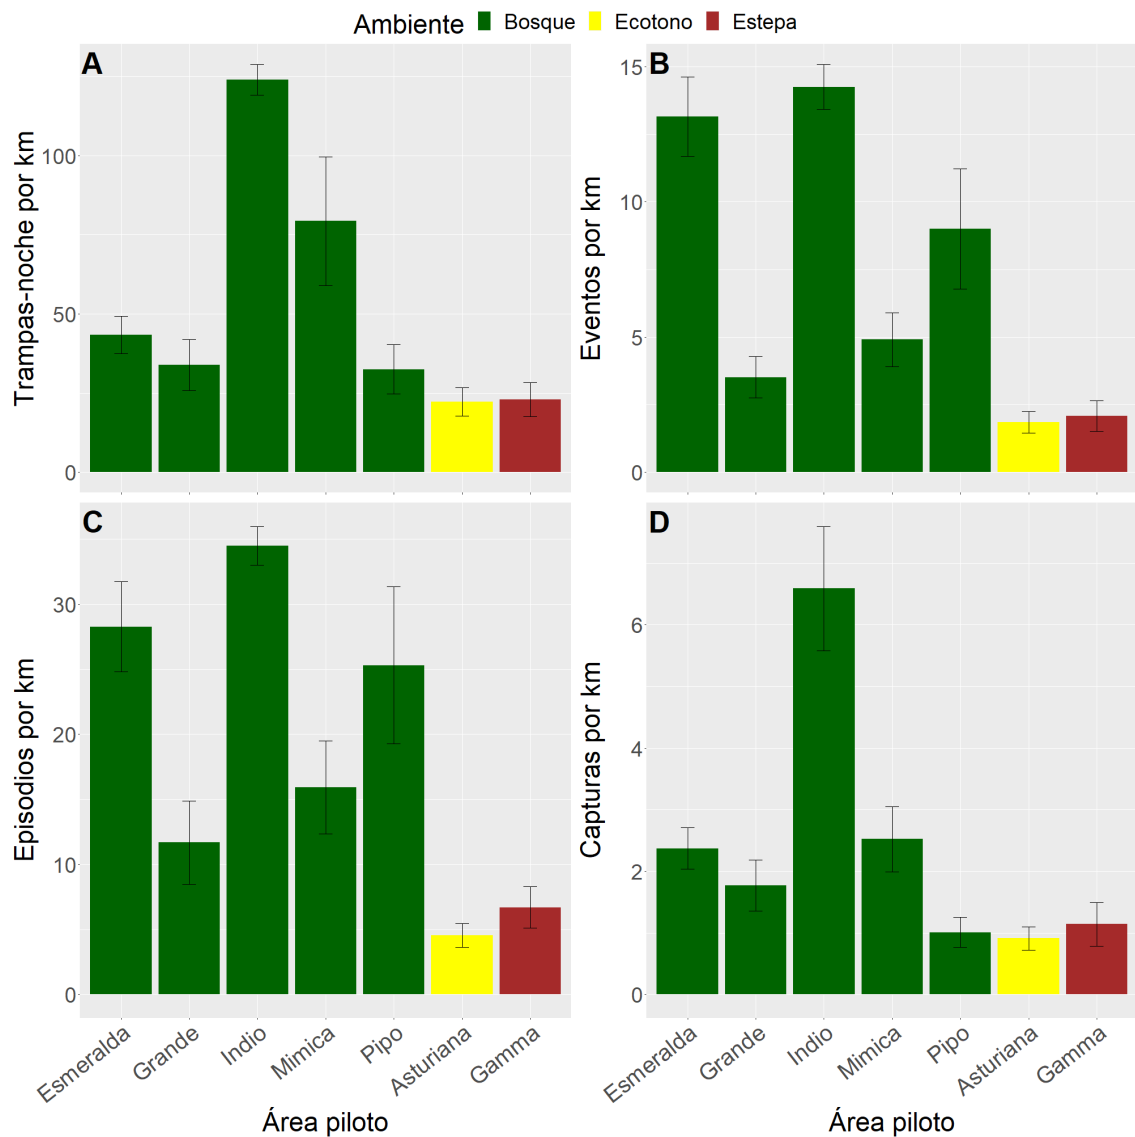 Ambiente Bosque Ecotono Estepa
A
Trampas-noche por km
100
50
0
B
Eventos por km
15
10
5
0
C
Episodios por km
30
20
10
0
Esmeralda
Grande
Indio
Mimica
Pipo
Asturiana
Gamma
Área piloto
D
Capturas por km
6
4
2
0
Esmeralda
Grande
Indio
Mimica
Pipo
Asturiana
Gamma
Área piloto